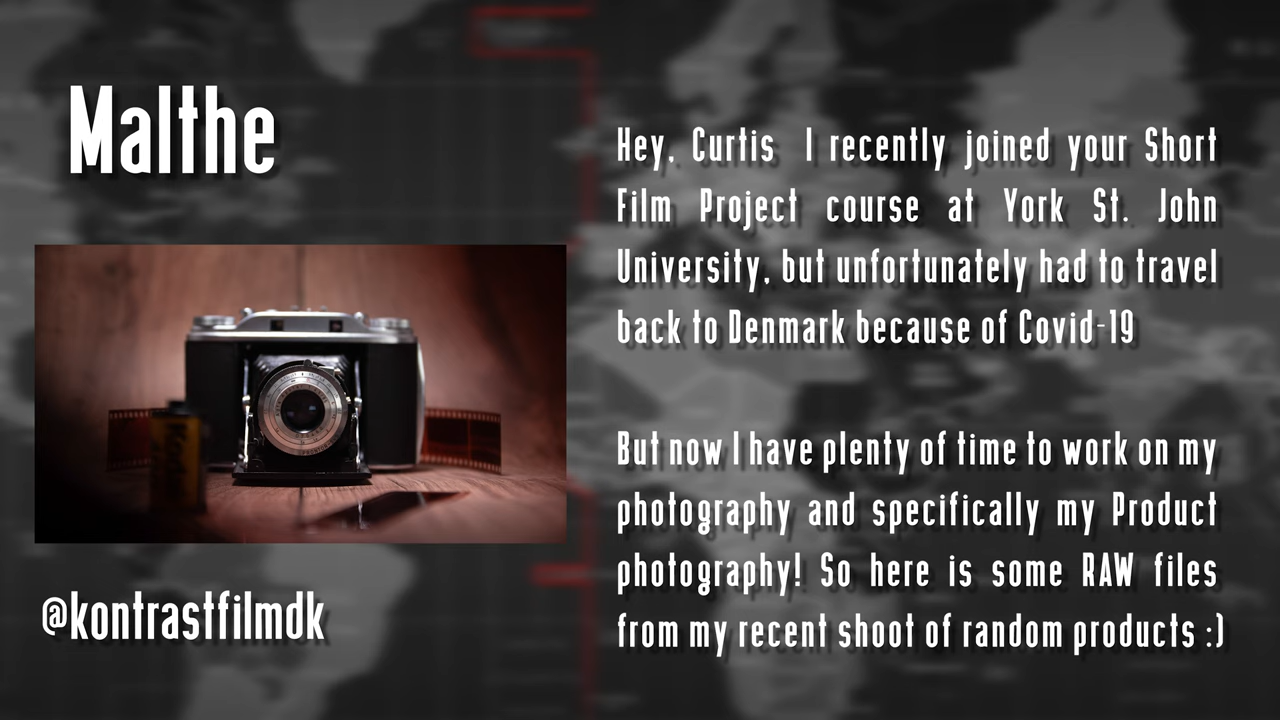 Malthe
Hey, Curtis I recently joined your Short
Film Project course at York St. John
University, but unfortunately had to travel
back to Denmark because of Covid-19
But now I have plenty of time to work on my
photography and specifically my Product
photography! So here is some RAW files
from my recent shoot of random products :)
@kontrastfilmdk